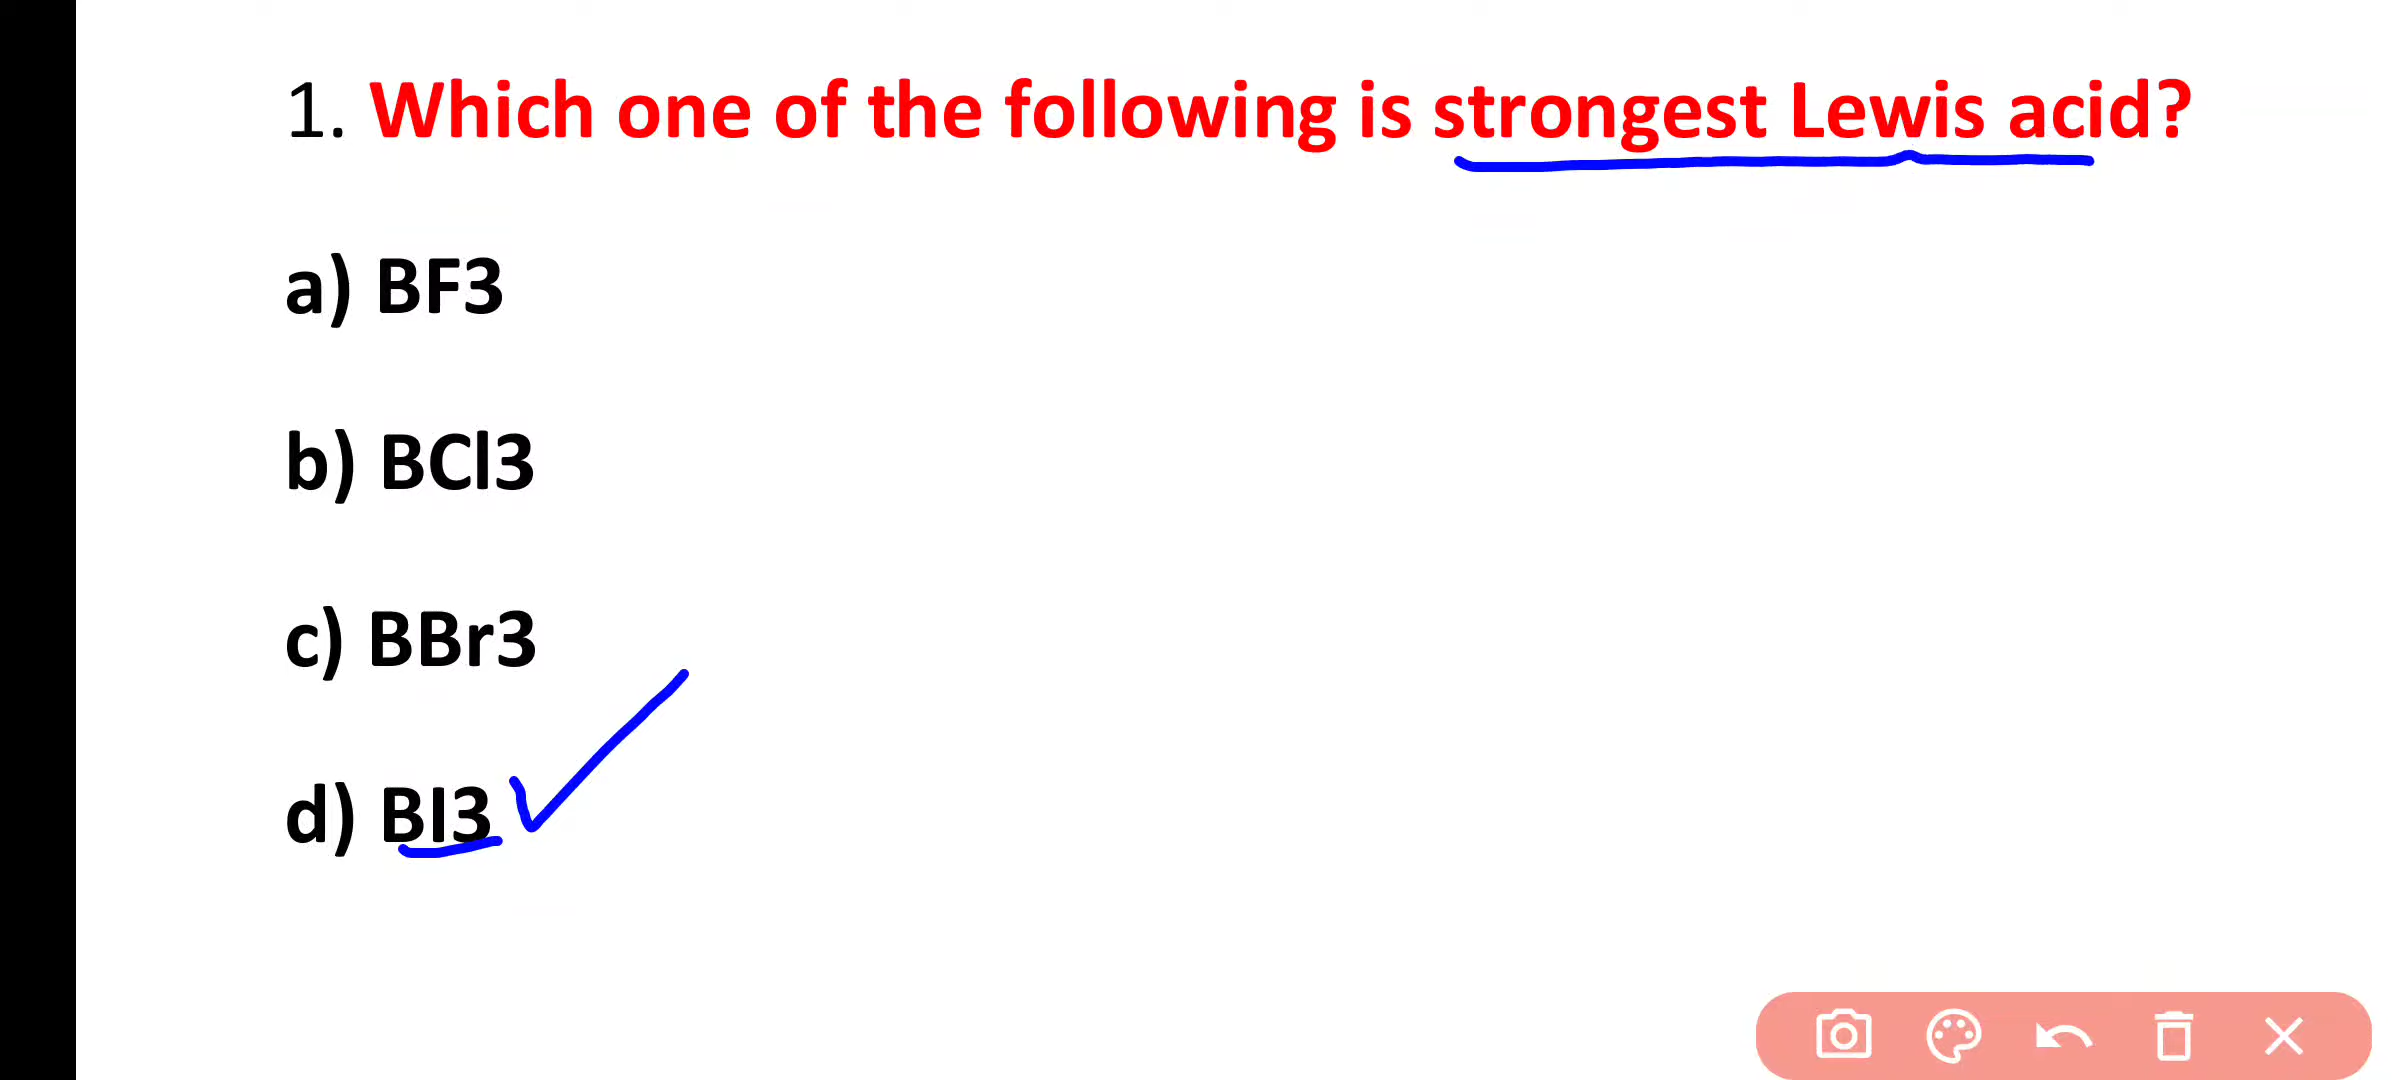 1. Which one of the following is strongest Lewis acid?
a) BF3
b) BCl3
c) BBr3
d) BI3